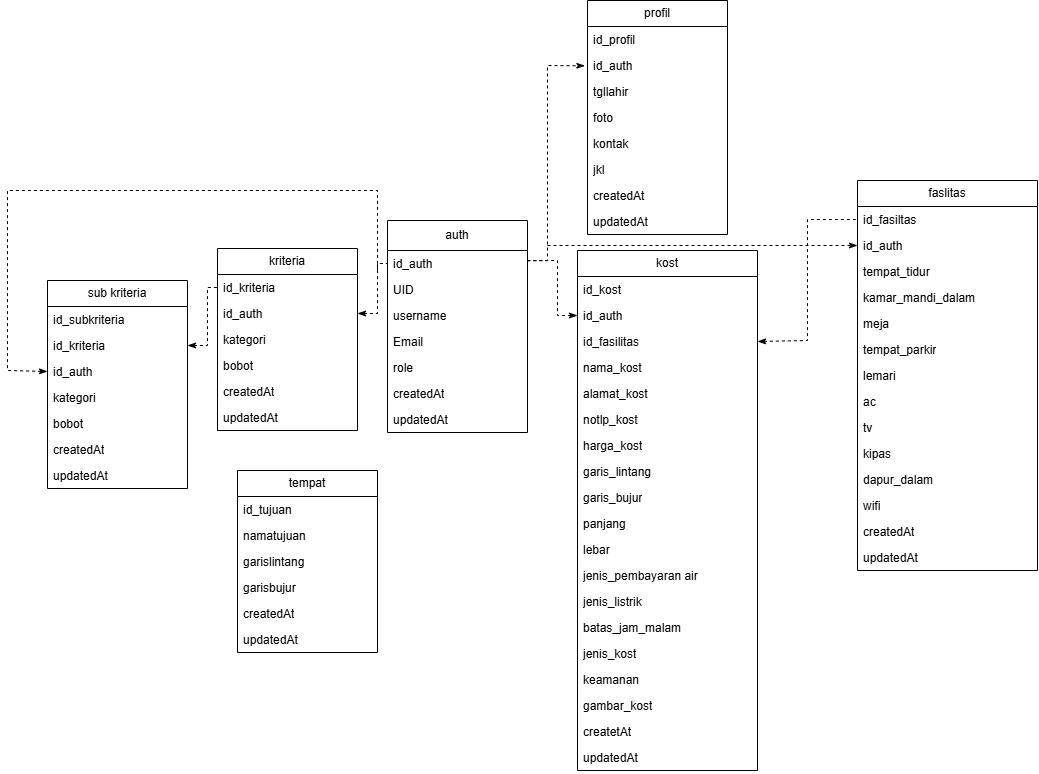 profil
id_profil
id_auth
tgllahir
foto
kontak
jkl
createdAt
updatedAt
faslitas
id_fasiltas
id_auth
tempat_tidur
kamar_mandi_dalam
meja
tempat_parkir
lemari
ac
tv
kipas
dapur_dalam
wifi
createdAt
updatedAt
auth
id_auth
UID
username
Email
role
createdAt
updatedAt
kriteria
id_kriteria
id_auth
kategori
bobot
createdAt
updatedAt
sub kriteria
id_subkriteria
id_kriteria
id_auth
kategori
bobot
createdAt
updatedAt
kost
id_kost
id_auth
id_fasilitas
nama_kost
alamat_kost
notlp_kost
harga_kost
garis_lintang
garis_bujur
panjang
lebar
jenis_pembayaran air
jenis_listrik
batas_jam_malam
jenis_kost
keamanan
gambar_kost
createtAt
updatedAt
tempat
id_tujuan
namatujuan
garislintang
garisbujur
createdAt
updatedAt